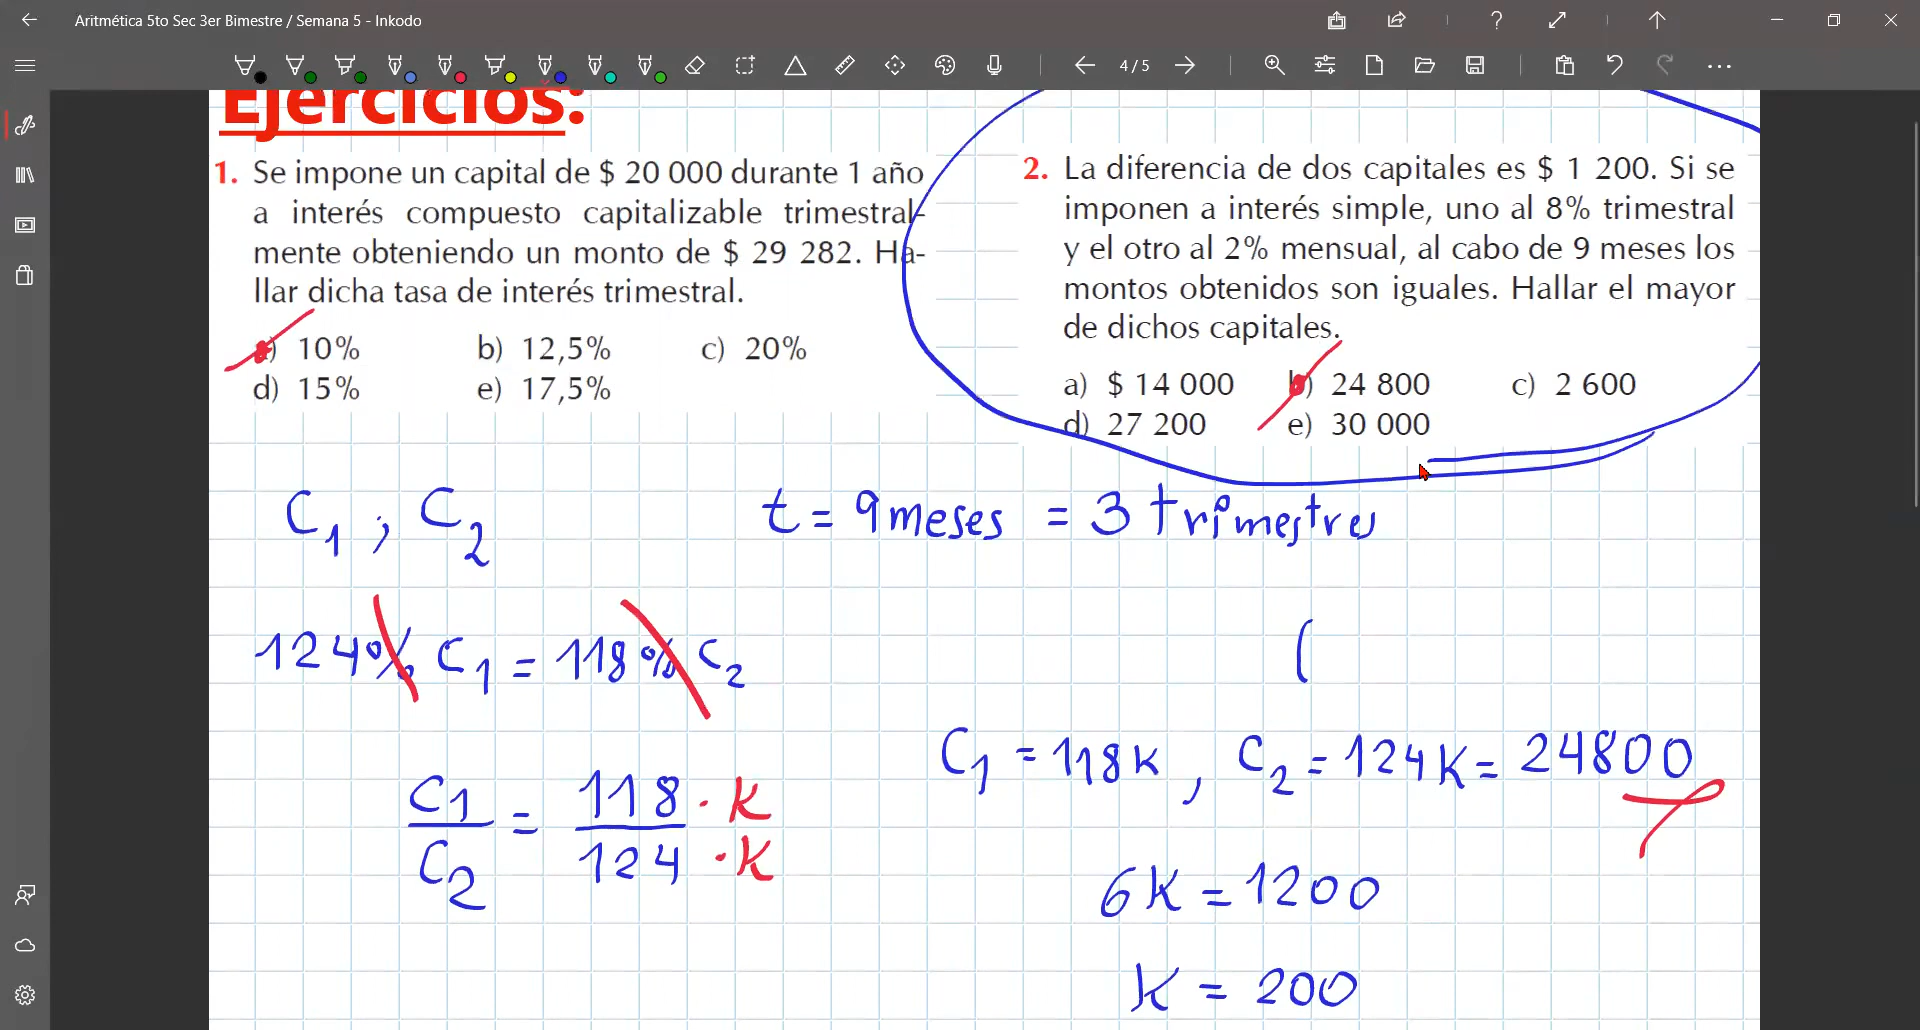 Aritmética 5to Sec 3er Bimestre / Semana 5 - Inkodo
4 / 5
Ejercicios:
1. Se impone un capital de $ 20 000 durante 1 año
a interés compuesto capitalizable trimestral-
mente obteniendo un monto de $ 29 282. Ha-
llar dicha tasa de interés trimestral.
a) 10% b) 12,5% c) 20%
d) 15% e) 17,5%
2. La diferencia de dos capitales es $ 1 200. Si se
imponen a interés simple, uno al 8% trimestral
y el otro al 2% mensual, al cabo de 9 meses los
montos obtenidos son iguales. Hallar el mayor
de dichos capitales.
a) $ 14 000 b) 24 800 c) 2 600
d) 27 200 e) 30 000
C1 ; C2 t = 9 meses = 3 trimestres
124% C1 = 118% C2 (
C1 = 118K , C2 = 124K = 24800
C1/C2 = 118·K/124·K
6K = 1200
K = 200